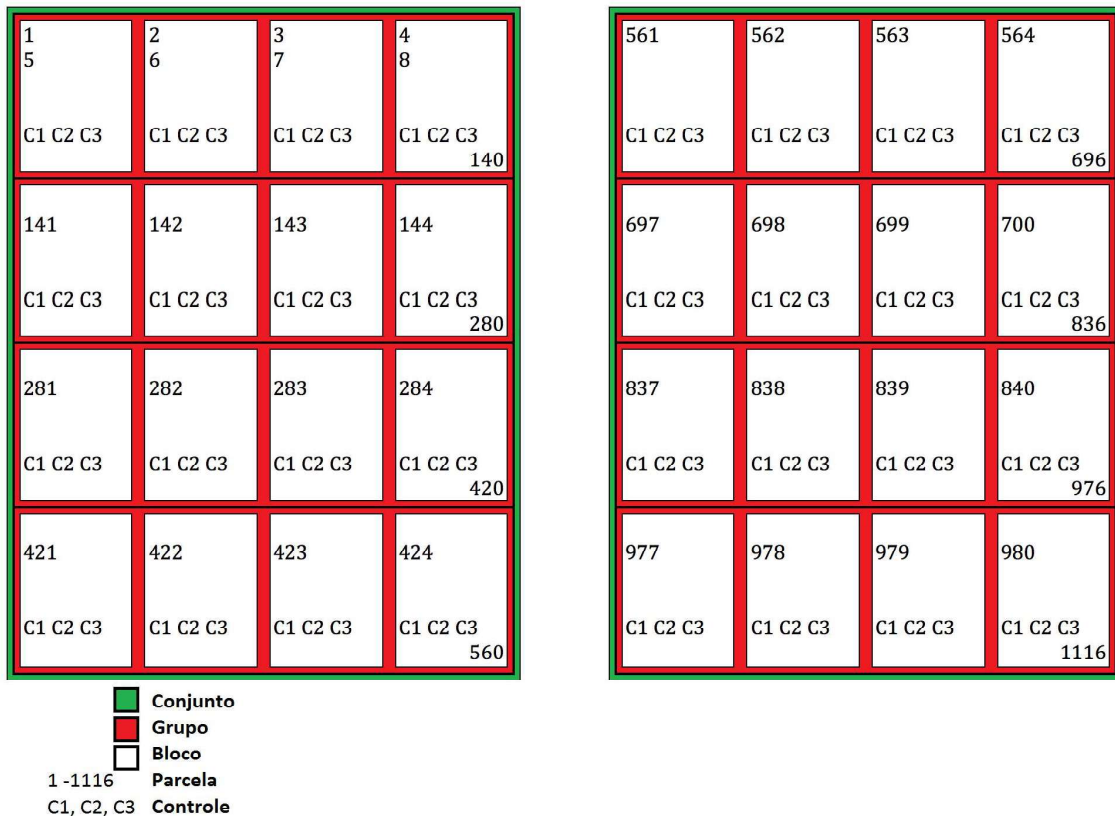 1 2 3 4
5 6 7 8
C1 C2 C3 C1 C2 C3 C1 C2 C3 C1 C2 C3
140
141 142 143 144
C1 C2 C3 C1 C2 C3 C1 C2 C3 C1 C2 C3
280
281 282 283 284
C1 C2 C3 C1 C2 C3 C1 C2 C3 C1 C2 C3
420
421 422 423 424
C1 C2 C3 C1 C2 C3 C1 C2 C3 C1 C2 C3
560
561 562 563 564
C1 C2 C3 C1 C2 C3 C1 C2 C3 C1 C2 C3
696
697 698 699 700
C1 C2 C3 C1 C2 C3 C1 C2 C3 C1 C2 C3
836
837 838 839 840
C1 C2 C3 C1 C2 C3 C1 C2 C3 C1 C2 C3
976
977 978 979 980
C1 C2 C3 C1 C2 C3 C1 C2 C3 C1 C2 C3
1116
Conjunto
Grupo
Bloco
1 -1116 Parcela
C1, C2, C3 Controle